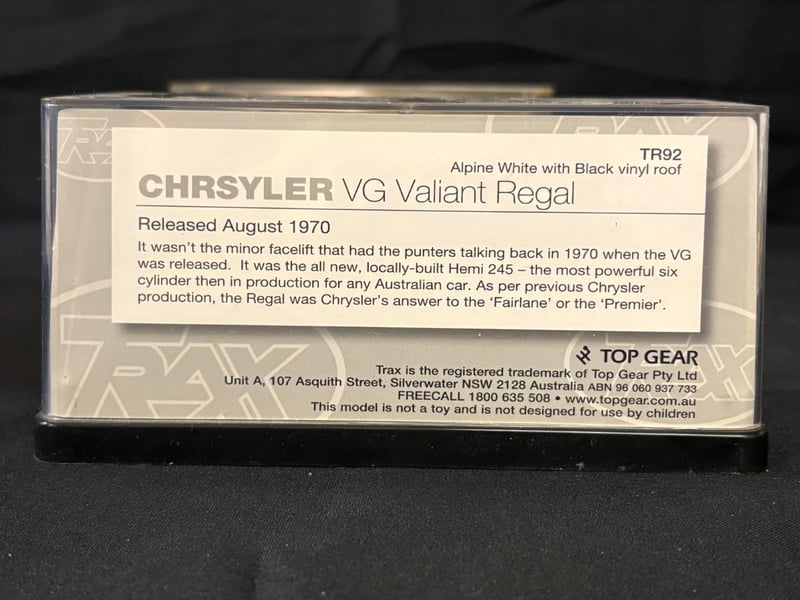 TRAX
TRAX
TR92
Alpine White with Black vinyl roof
CHRSYLER VG Valiant Regal
Released August 1970
It wasn't the minor facelift that had the punters talking back in 1970 when the VG
was released. It was the all new, locally-built Hemi 245 – the most powerful six
cylinder then in production for any Australian car. As per previous Chrysler
production, the Regal was Chrysler's answer to the 'Fairlane' or the 'Premier'.
TRAX
TRAX
TOP GEAR
Trax is the registered trademark of Top Gear Pty Ltd
Unit A, 107 Asquith Street, Silverwater NSW 2128 Australia ABN 96 060 937 733
FREECALL 1800 635 508 • www.topgear.com.au
This model is not a toy and is not designed for use by children